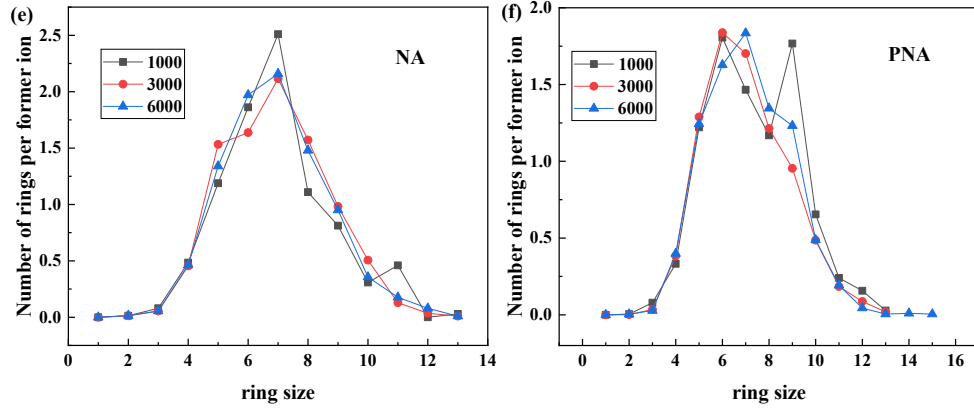 (e)
NA
1000
3000
6000
Number of rings per former ion
2.5
2.0
1.5
1.0
0.5
0.0
0 2 4 6 8 10 12 14
ring size
(f)
PNA
1000
3000
6000
Number of rings per former ion
2.0
1.5
1.0
0.5
0.0
0 2 4 6 8 10 12 14 16
ring size